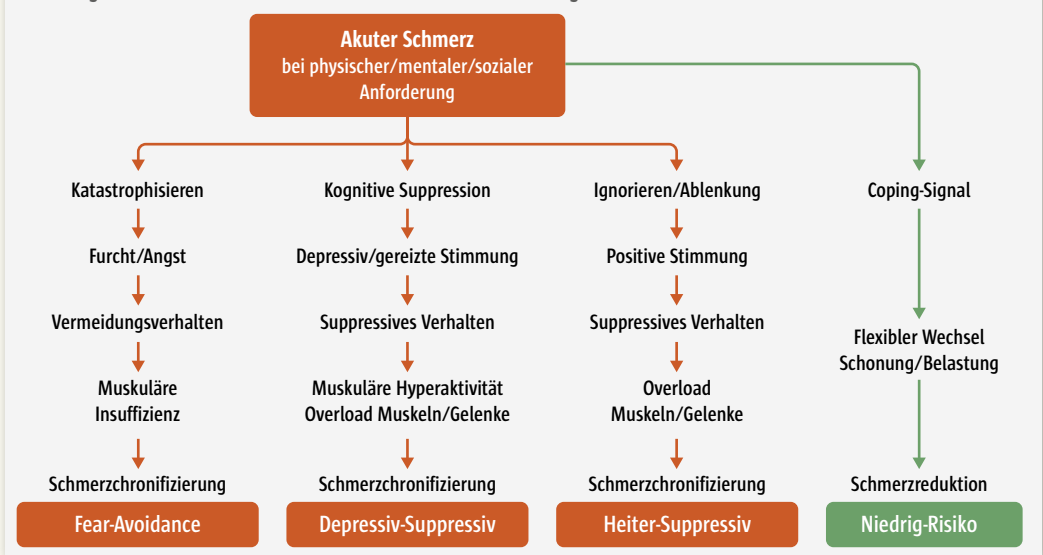 Akuter Schmerz
bei physischer/mentaler/sozialer
Anforderung
Katastrophisieren
Furcht/Angst
Vermeidungsverhalten
Muskuläre
Insuffizienz
Schmerzchronifizierung
Fear-Avoidance
Kognitive Suppression
Depressiv/gereizte Stimmung
Suppressives Verhalten
Muskuläre Hyperaktivität
Overload Muskeln/Gelenke
Schmerzchronifizierung
Depressiv-Suppressiv
Ignorieren/Ablenkung
Positive Stimmung
Suppressives Verhalten
Overload
Muskeln/Gelenke
Schmerzchronifizierung
Heiter-Suppressiv
Coping-Signal
Flexibler Wechsel
Schonung/Belastung
Schmerzreduktion
Niedrig-Risiko